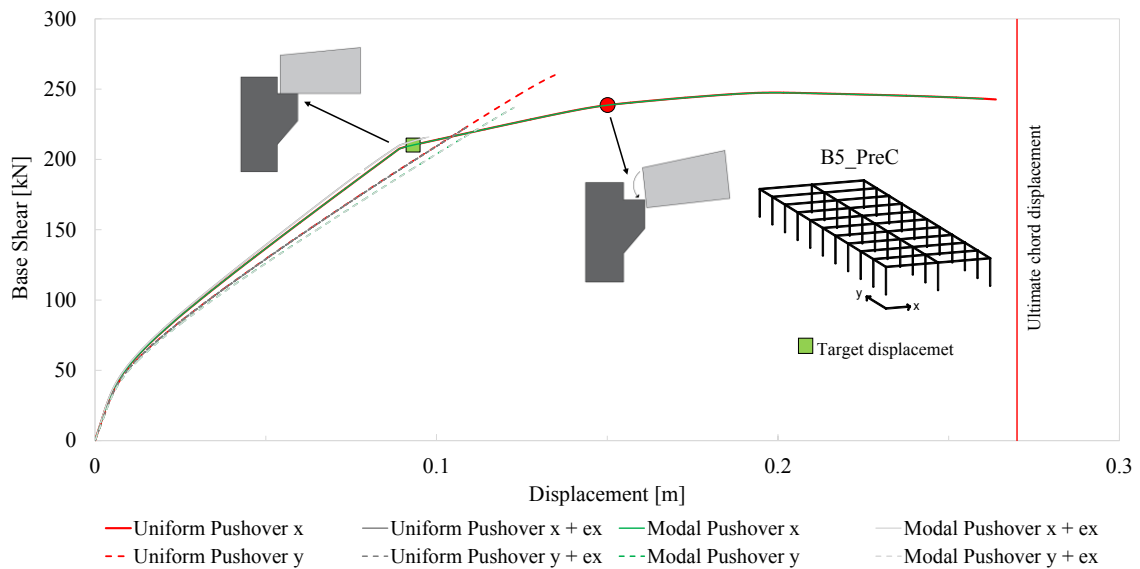 300
250
200
150
100
50
0
Base Shear [kN]
B5_PreC
y
x
Target displacemet
Ultimate chord displacement
0
0.1
0.2
0.3
Displacement [m]
Uniform Pushover x
Uniform Pushover x + ex
Modal Pushover x
Modal Pushover x + ex
Uniform Pushover y
Uniform Pushover y + ex
Modal Pushover y
Modal Pushover y + ex